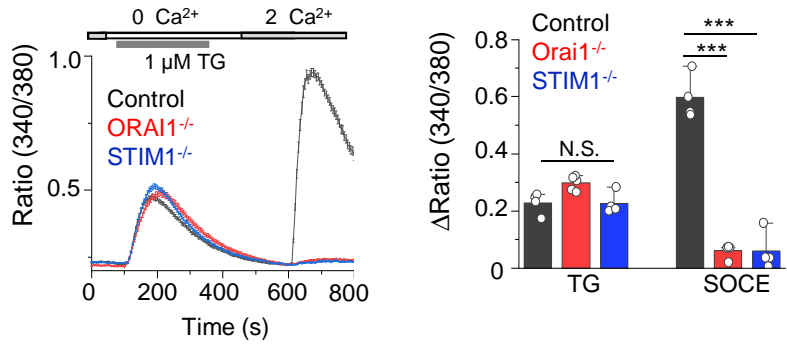 0 Ca²⁺ 2 Ca²⁺
1 µM TG
Ratio (340/380)
1.0
0.5
Control
ORAI1⁻/⁻
STIM1⁻/⁻
0 200 400 600 800
Time (s)
ΔRatio (340/380)
0.8
0.6
0.4
0.2
0
Control
Orai1⁻/⁻
STIM1⁻/⁻
***
***
N.S.
TG SOCE